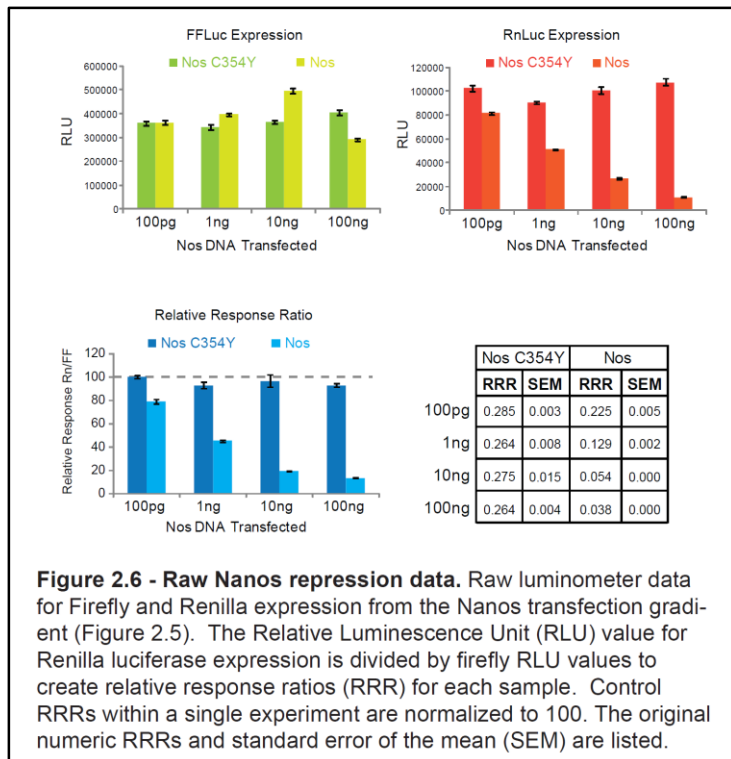 FFLuc Expression
Nos C354Y Nos
600000
500000
400000
300000
200000
100000
0
RLU
100pg 1ng 10ng 100ng
Nos DNA Transfected
RnLuc Expression
Nos C354Y Nos
120000
100000
80000
60000
40000
20000
0
RLU
100pg 1ng 10ng 100ng
Nos DNA Transfected
Relative Response Ratio
Nos C354Y Nos
120
100
80
60
40
20
0
Relative Response Rn/FF
100pg 1ng 10ng 100ng
Nos DNA Transfected
Nos C354Y Nos
RRR SEM RRR SEM
100pg 0.285 0.003 0.225 0.005
1ng 0.264 0.008 0.129 0.002
10ng 0.275 0.015 0.054 0.000
100ng 0.264 0.004 0.038 0.000
Figure 2.6 - Raw Nanos repression data. Raw luminometer data
for Firefly and Renilla expression from the Nanos transfection gradi-
ent (Figure 2.5). The Relative Luminescence Unit (RLU) value for
Renilla luciferase expression is divided by firefly RLU values to
create relative response ratios (RRR) for each sample. Control
RRRs within a single experiment are normalized to 100. The original
numeric RRRs and standard error of the mean (SEM) are listed.